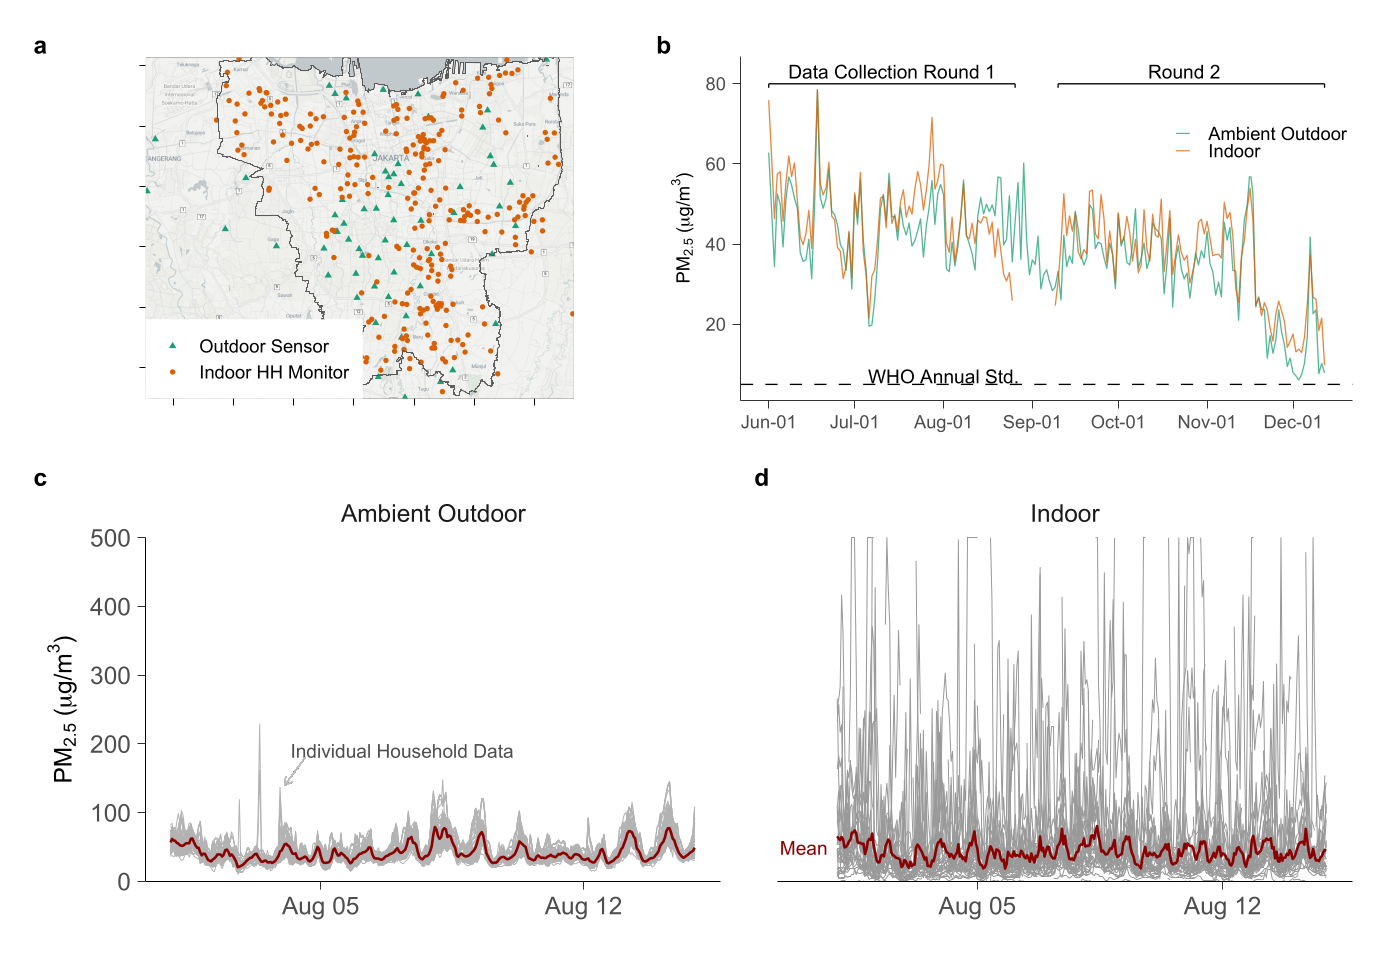 a
JAKARTA
TANGERANG
Outdoor Sensor
Indoor HH Monitor
b
Data Collection Round 1
Round 2
80
60
40
20
PM2.5 (μg/m³)
Ambient Outdoor
Indoor
WHO Annual Std.
Jun-01
Jul-01
Aug-01
Sep-01
Oct-01
Nov-01
Dec-01
c
Ambient Outdoor
500
400
300
200
100
0
PM2.5 (μg/m³)
Individual Household Data
Aug 05
Aug 12
d
Indoor
Mean
Aug 05
Aug 12